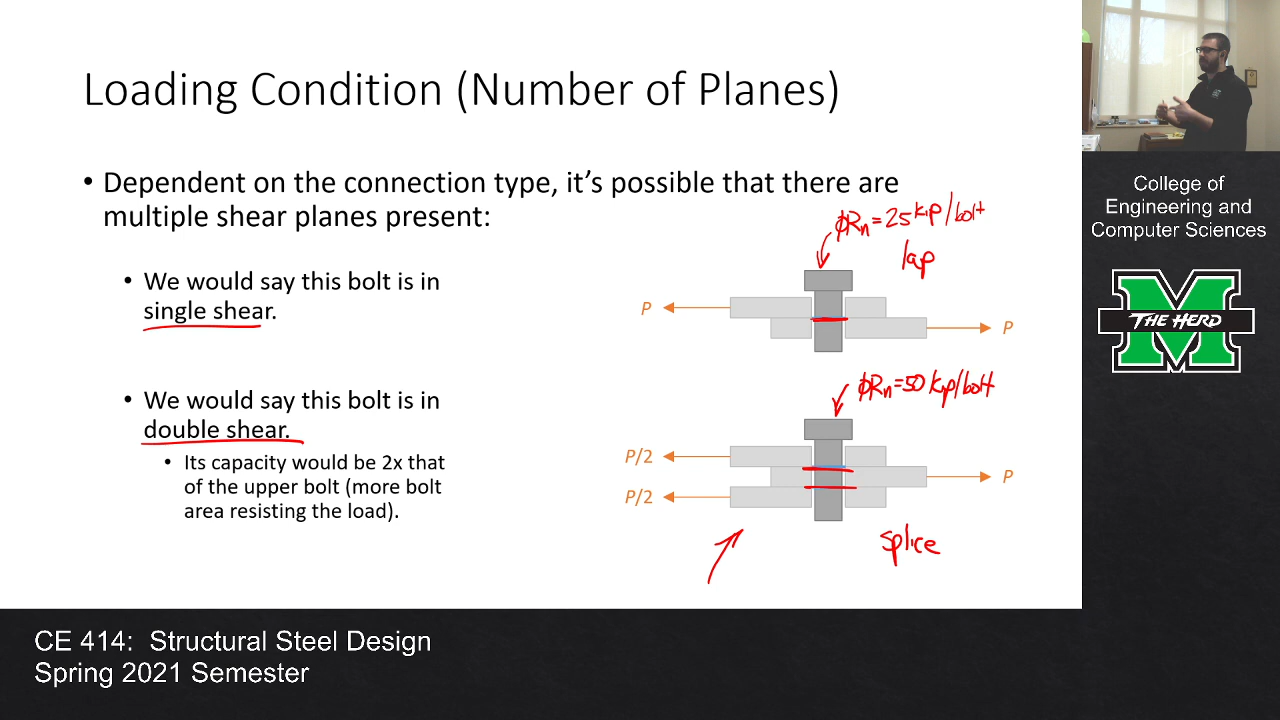 Loading Condition (Number of Planes)
• Dependent on the connection type, it's possible that there are
multiple shear planes present:
• We would say this bolt is in
single shear.
ϕRn = 25 kip/bolt
lap
P
P
• We would say this bolt is in
double shear.
• Its capacity would be 2x that
of the upper bolt (more bolt
area resisting the load).
ϕRn = 50 kip/bolt
P/2
P
P/2
splice
College of
Engineering and
Computer Sciences
THE HERD
CE 414: Structural Steel Design
Spring 2021 Semester